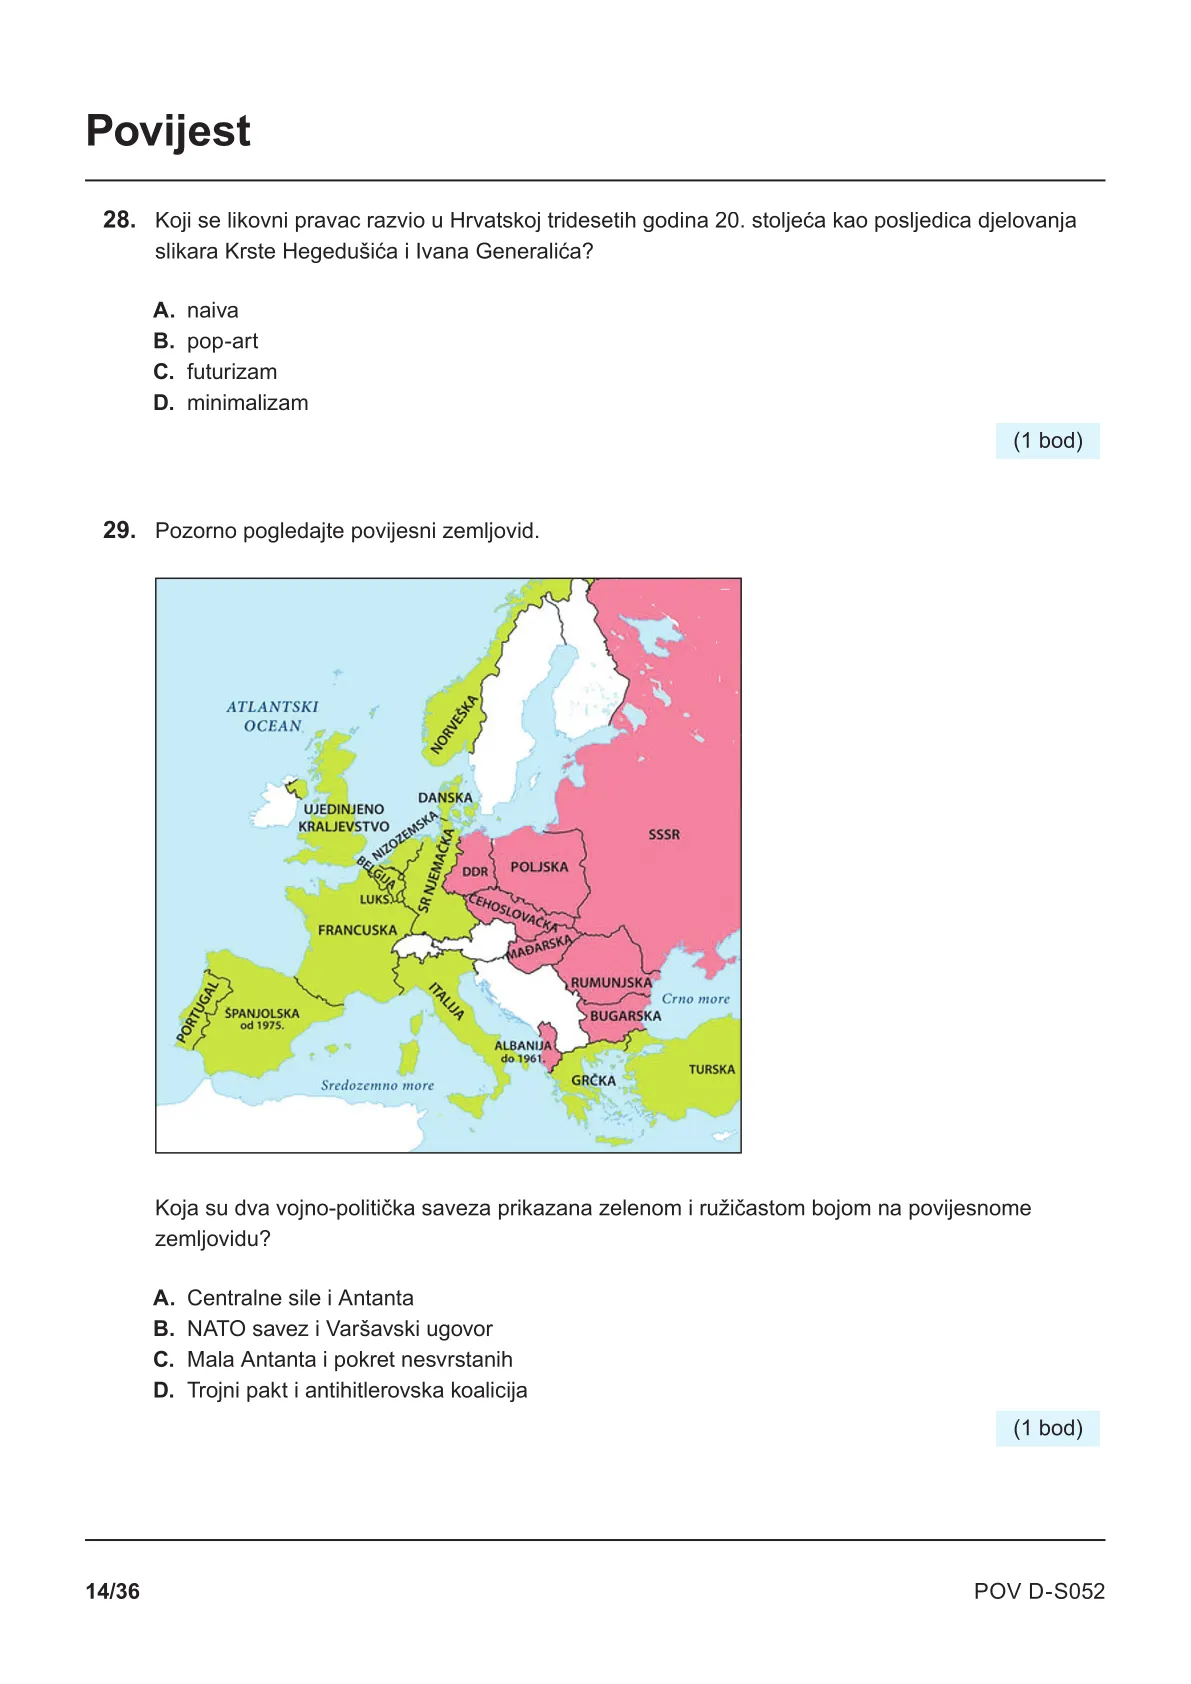 Povijest
28. Koji se likovni pravac razvio u Hrvatskoj tridesetih godina 20. stoljeća kao posljedica djelovanja
slikara Krste Hegedušića i Ivana Generalića?
A. naiva
B. pop-art
C. futurizam
D. minimalizam
(1 bod)
29. Pozorno pogledajte povijesni zemljovid.
ATLANTSKI
OCEAN
NORVEŠKA
DANSKA
UJEDINJENO
KRALJEVSTVO
NIZOZEMSKA
BELGIJA
LUKS.
SR NJEMAČKA
DDR
POLJSKA
SSSR
ČEHOSLOVAČKA
FRANCUSKA
MAĐARSKA
RUMUNJSKA
Crno more
BUGARSKA
PORTUGAL
ŠPANJOLSKA
od 1975.
ITALIJA
ALBANIJA
do 1961.
GRČKA
TURSKA
Sredozemno more
Koja su dva vojno-politička saveza prikazana zelenom i ružičastom bojom na povijesnome
zemljovidu?
A. Centralne sile i Antanta
B. NATO savez i Varšavski ugovor
C. Mala Antanta i pokret nesvrstanih
D. Trojni pakt i antihitlerovska koalicija
(1 bod)
14/36
POV D-S052